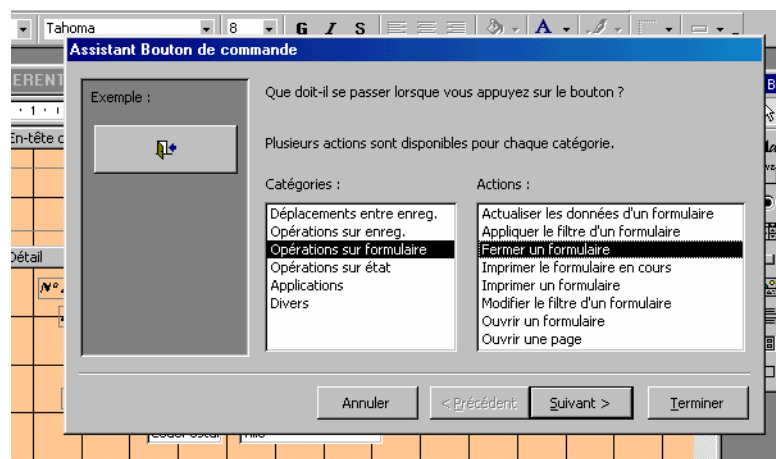 Tahoma 8 G I S A
Assistant Bouton de commande
ERENT
Exemple :
Que doit-il se passer lorsque vous appuyez sur le bouton ?
· 1 · ı
En-tête c
Plusieurs actions sont disponibles pour chaque catégorie.
Catégories :
Actions :
Déplacements entre enreg.
Opérations sur enreg.
Opérations sur formulaire
Opérations sur état
Applications
Divers
Actualiser les données d'un formulaire
Appliquer le filtre d'un formulaire
Fermer un formulaire
Imprimer le formulaire en cours
Imprimer un formulaire
Modifier le filtre d'un formulaire
Ouvrir un formulaire
Ouvrir une page
Détail
N°
Annuler
< Précédent
Suivant >
Terminer